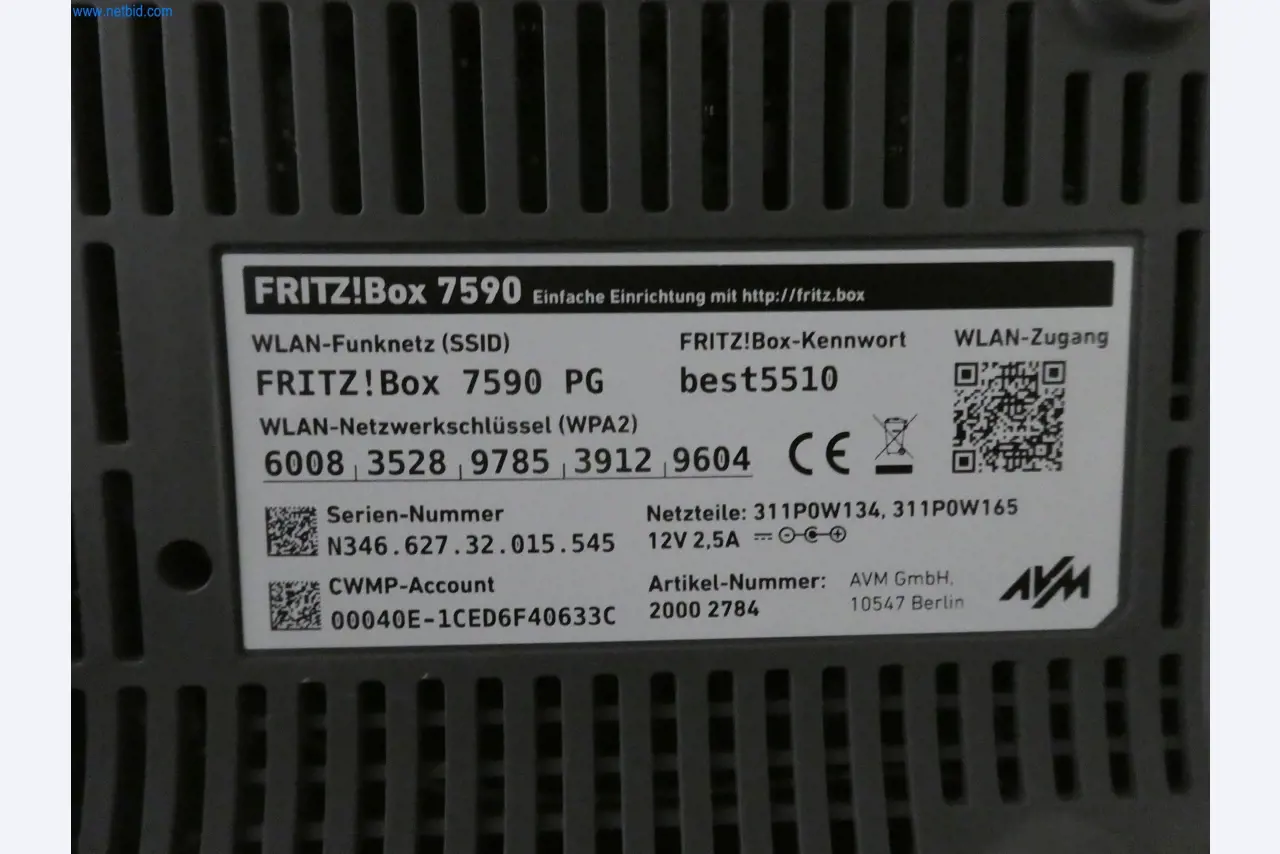 www.netbid.com
FRITZ!Box 7590 Einfache Einrichtung mit http://fritz.box
WLAN-Funknetz (SSID)
FRITZ!Box 7590 PG
FRITZ!Box-Kennwort
best5510
WLAN-Zugang
WLAN-Netzwerkschlüssel (WPA2)
6008 3528 9785 3912 9604
CE
Serien-Nummer
N346.627.32.015.545
Netzteile: 311P0W134, 311P0W165
12V 2,5A
CWMP-Account
00040E-1CED6F40633C
Artikel-Nummer:
2000 2784
AVM GmbH,
10547 Berlin
AVM